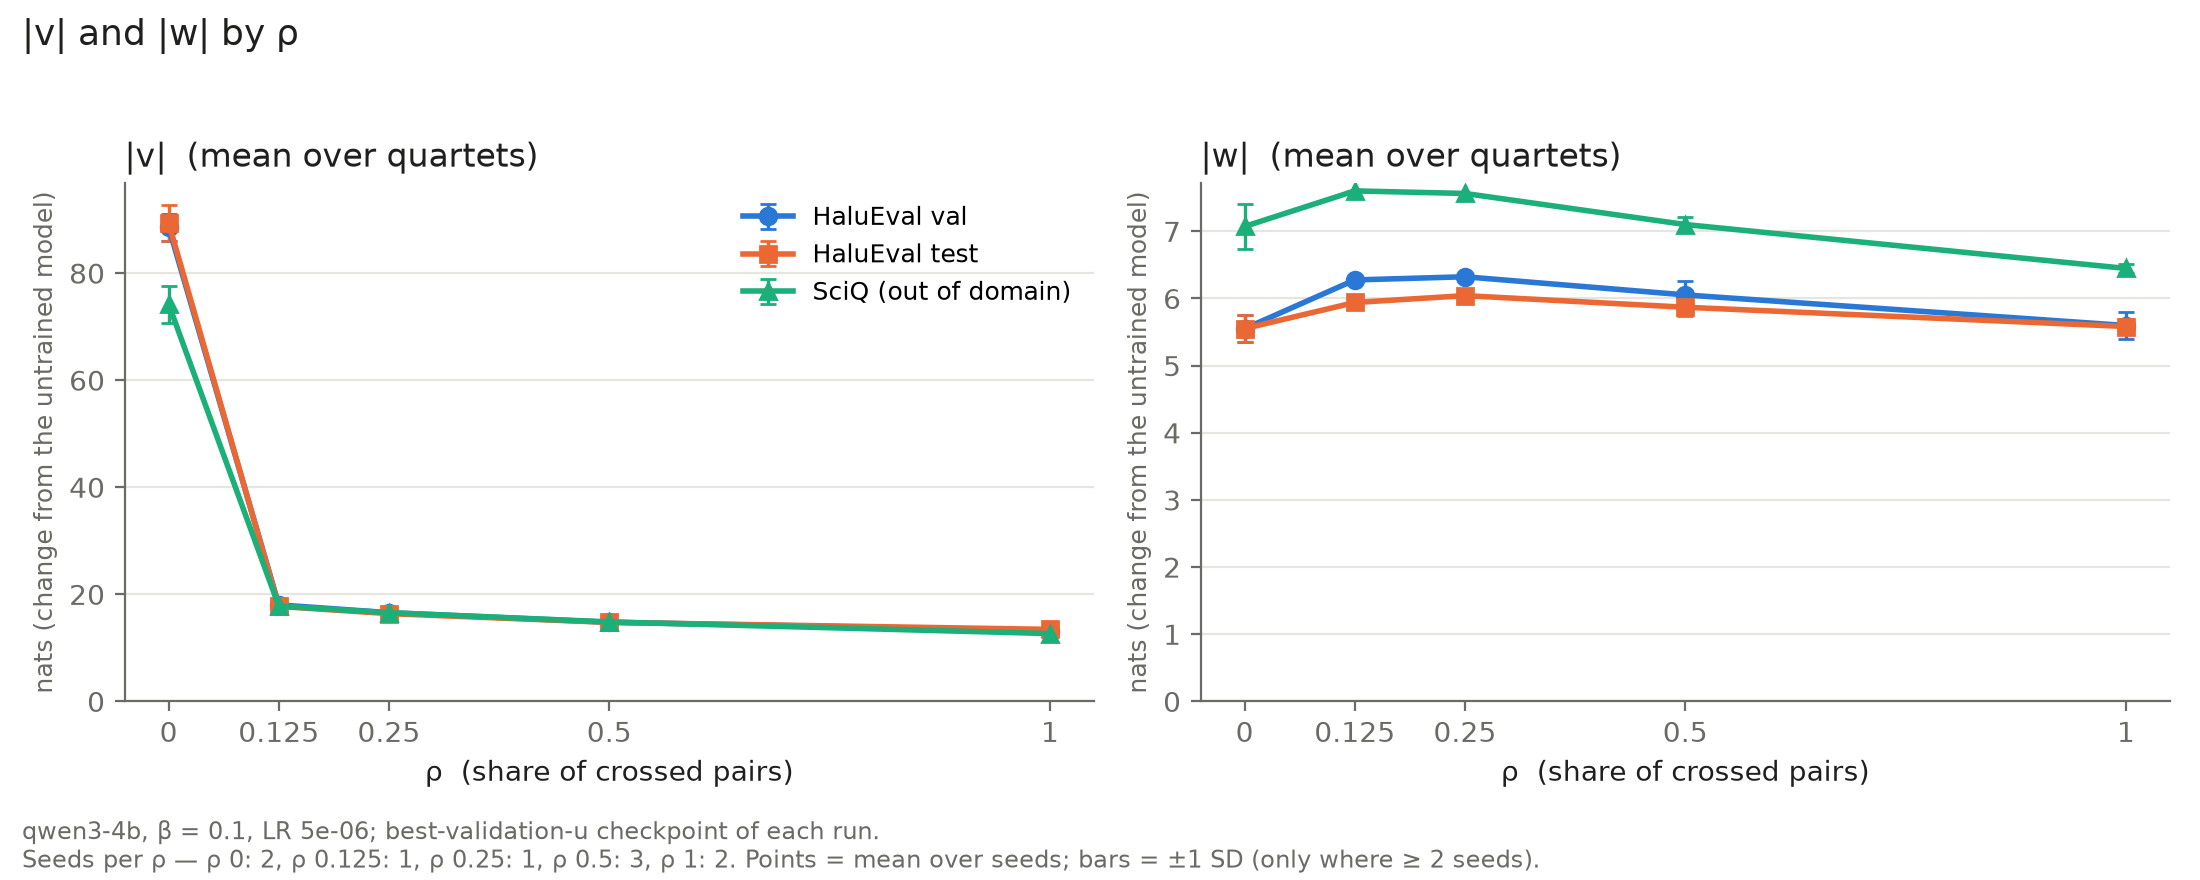 |v| and |w| by ρ
|v|  (mean over quartets)
nats (change from the untrained model)
80
60
40
20
0
HaluEval val
HaluEval test
SciQ (out of domain)
0 0.125 0.25 0.5 1
ρ  (share of crossed pairs)
|w|  (mean over quartets)
nats (change from the untrained model)
7
6
5
4
3
2
1
0
0 0.125 0.25 0.5 1
ρ  (share of crossed pairs)
qwen3-4b, β = 0.1, LR 5e-06; best-validation-u checkpoint of each run.
Seeds per ρ — ρ 0: 2, ρ 0.125: 1, ρ 0.25: 1, ρ 0.5: 3, ρ 1: 2. Points = mean over seeds; bars = ±1 SD (only where ≥ 2 seeds).